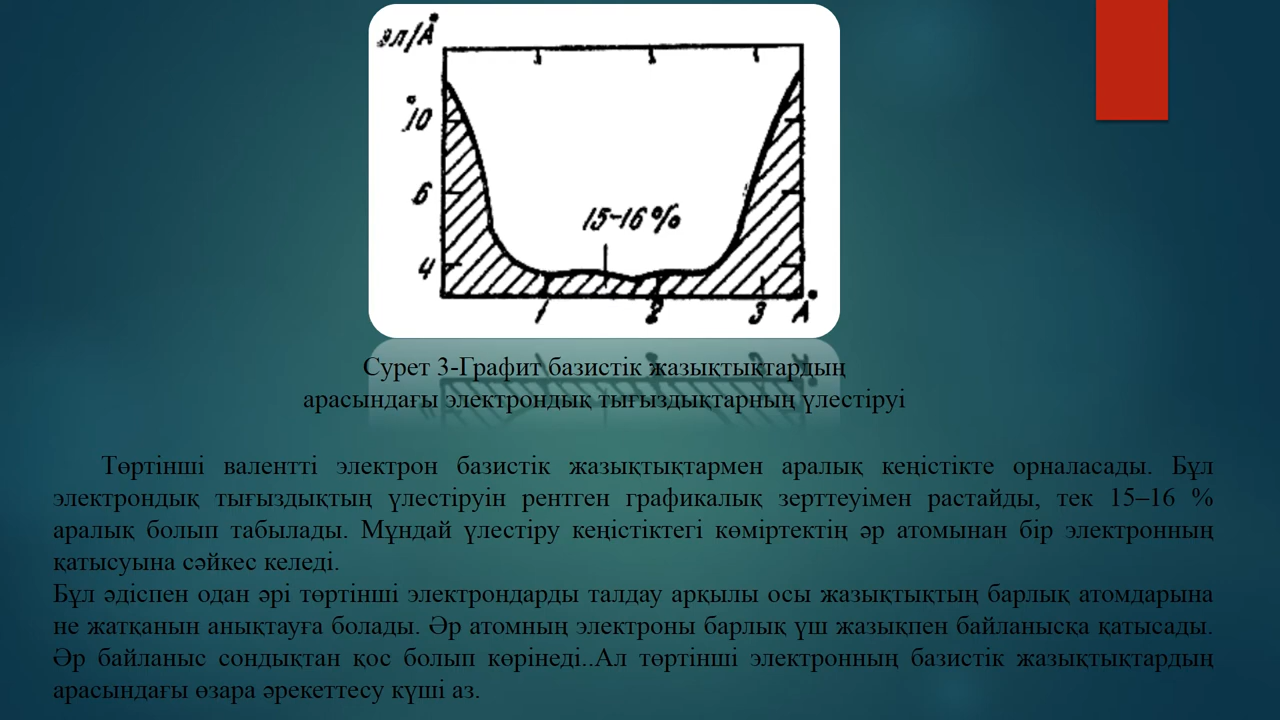 эл/Å
10
6
4
15-16%
1 2 3 Å
Сурет 3-Графит базистік жазықтықтардың
арасындағы электрондық тығыздықтарның үлестіруі
Төртінші валентті электрон базистік жазықтықтармен аралық кеңістікте орналасады. Бұл
электрондық тығыздықтың үлестіруін рентген графикалық зерттеуімен растайды, тек 15–16 %
аралық болып табылады. Мұндай үлестіру кеңістіктегі көміртектің әр атомынан бір электронның
қатысуына сәйкес келеді.
Бұл әдіспен одан әрі төртінші электрондарды талдау арқылы осы жазықтықтың барлық атомдарына
не жатқанын анықтауға болады. Әр атомның электроны барлық үш жазықпен байланысқа қатысады.
Әр байланыс сондықтан қос болып көрінеді..Ал төртінші электронның базистік жазықтықтардың
арасындағы өзара әрекеттесу күші аз.